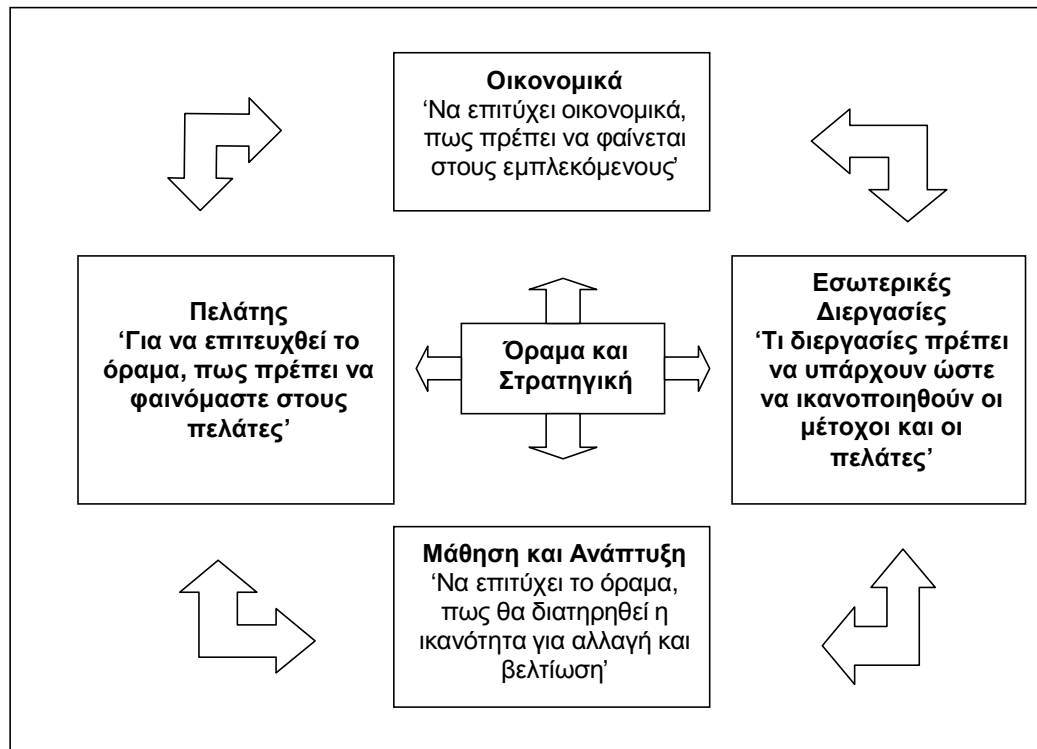 Οικονομικά
‘Να επιτύχει οικονομικά,
πως πρέπει να φαίνεται
στους εμπλεκόμενους’
Πελάτης
‘Για να επιτευχθεί το
όραμα, πως πρέπει να
φαινόμαστε στους
πελάτες’
Όραμα και
Στρατηγική
Εσωτερικές
Διεργασίες
‘Τι διεργασίες πρέπει
να υπάρχουν ώστε
να ικανοποιηθούν οι
μέτοχοι και οι
πελάτες’
Μάθηση και Ανάπτυξη
‘Να επιτύχει το όραμα,
πως θα διατηρηθεί η
ικανότητα για αλλαγή και
βελτίωση’